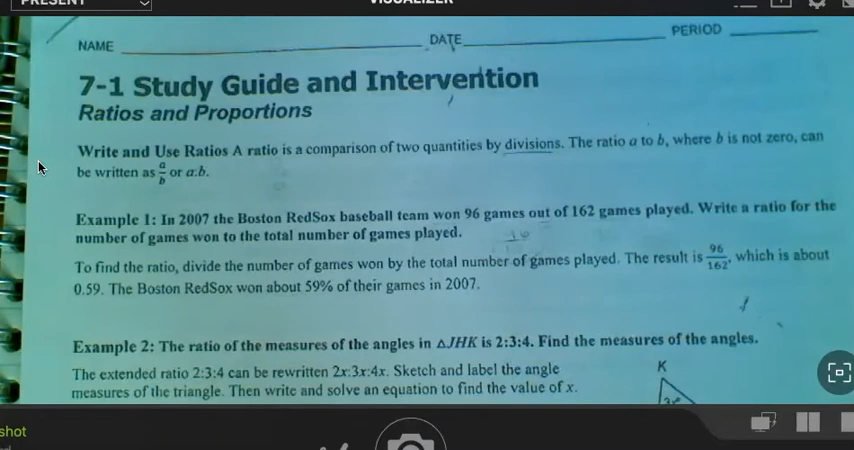 PRESENT
VISUALIZER
NAME DATE PERIOD
7-1 Study Guide and Intervention
Ratios and Proportions
Write and Use Ratios A ratio is a comparison of two quantities by divisions. The ratio a to b, where b is not zero, can
be written as a/b or a:b.
Example 1: In 2007 the Boston RedSox baseball team won 96 games out of 162 games played. Write a ratio for the
number of games won to the total number of games played.
To find the ratio, divide the number of games won by the total number of games played. The result is 96/162, which is about
0.59. The Boston RedSox won about 59% of their games in 2007.
Example 2: The ratio of the measures of the angles in △JHK is 2:3:4. Find the measures of the angles.
The extended ratio 2:3:4 can be rewritten 2x:3x:4x. Sketch and label the angle
measures of the triangle. Then write and solve an equation to find the value of x.
K
shot